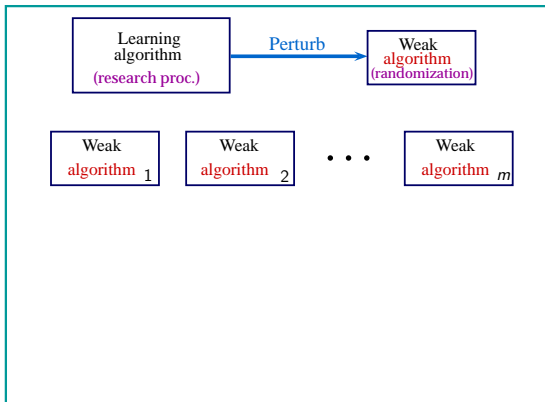 Learning
algorithm
(research proc.)
Perturb
Weak
algorithm
(randomization)
Weak
algorithm 1
Weak
algorithm 2
• • •
Weak
algorithm m